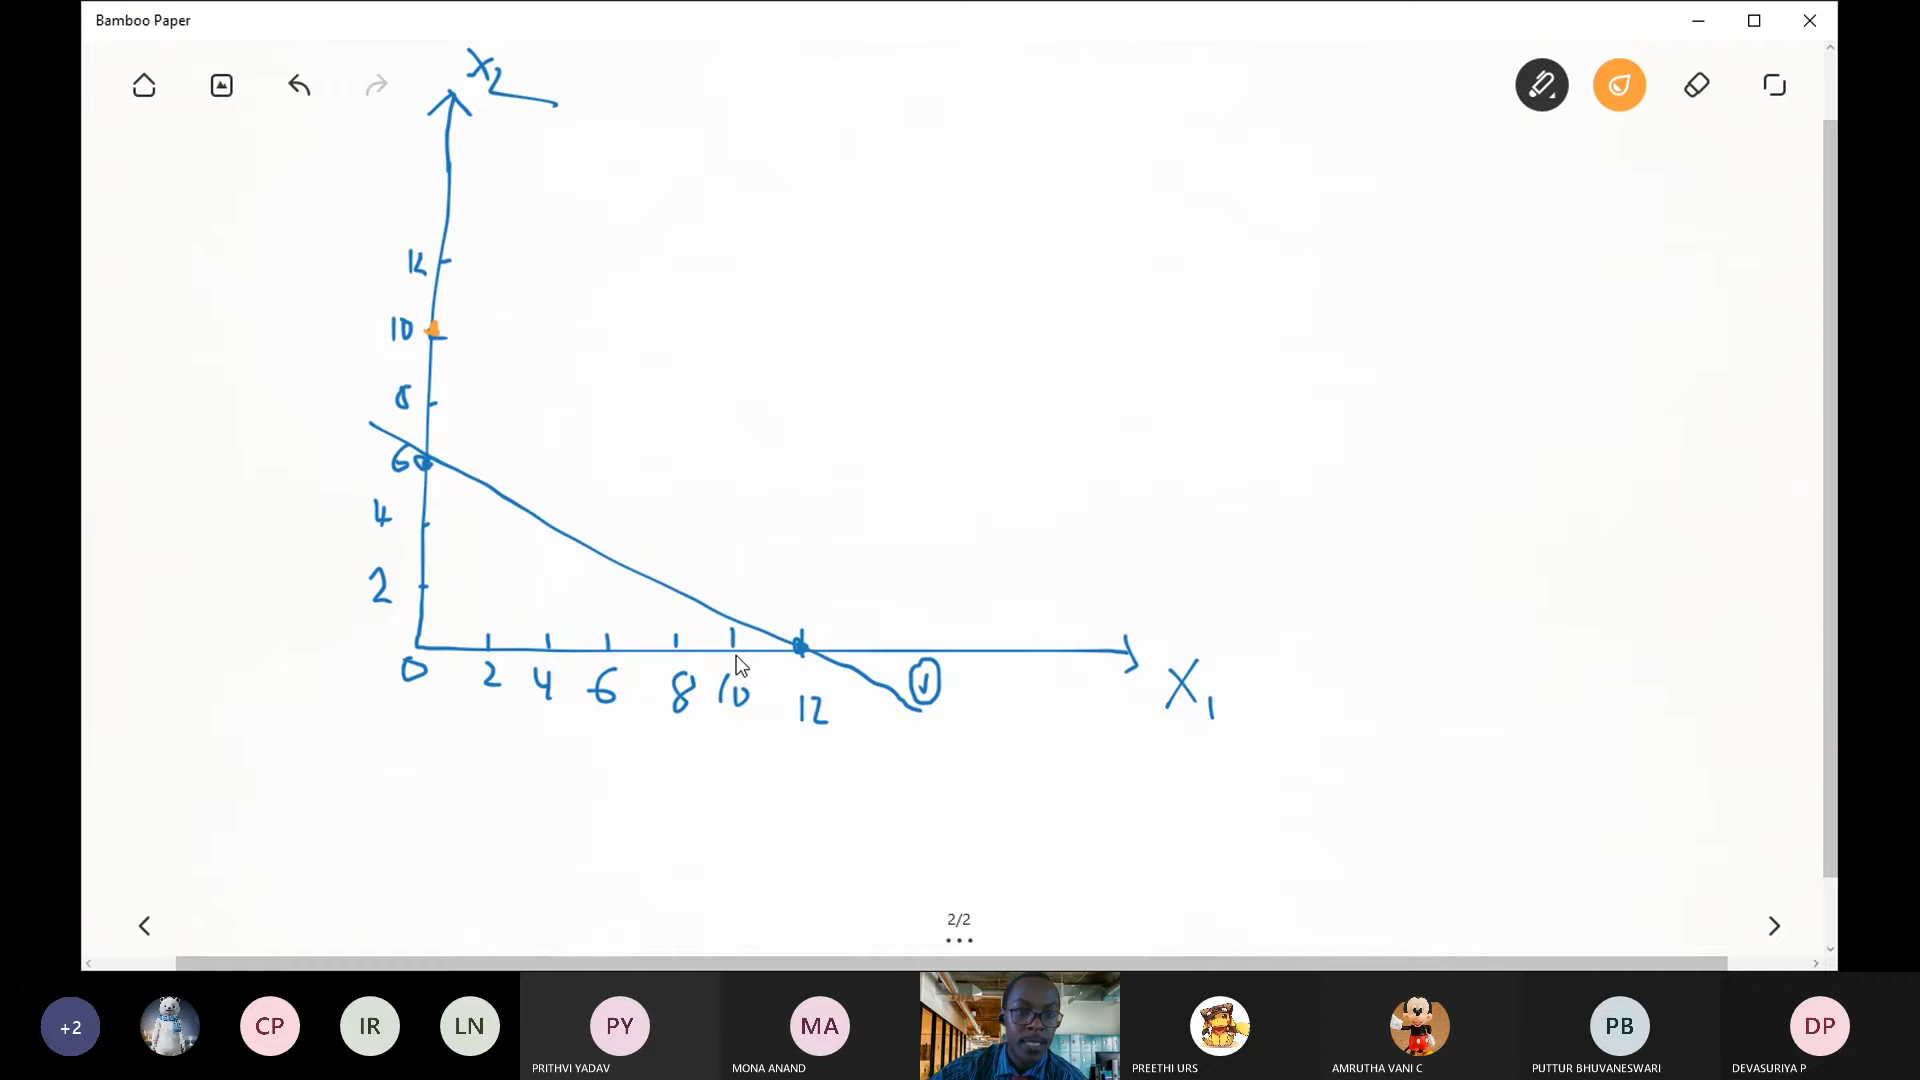 Bamboo Paper
X2
12
10
8
6
4
2
0
2 4 6 8 10 12
1
X1
2/2
+2
CP
IR
LN
PY
MA
PB
DP
PRITHVI YADAV
MONA ANAND
PREETHI URS
AMRUTHA VANI C
PUTTUR BHUVANESWARI
DEVASURIYA P